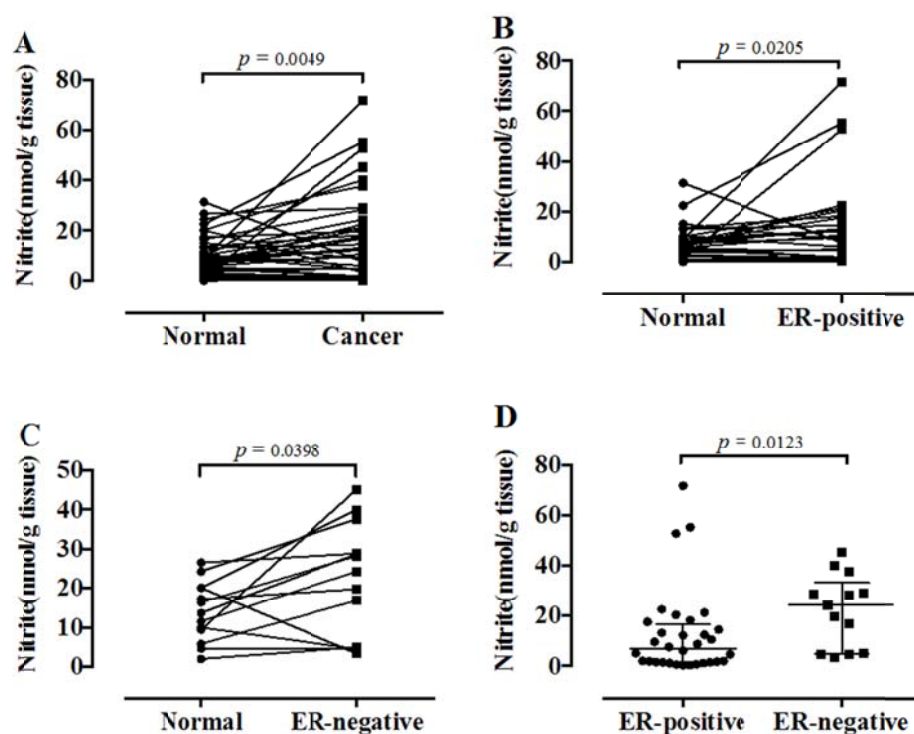 A
p = 0.0049
Nitrite(nmol/g tissue)
80
60
40
20
0
Normal
Cancer
B
p = 0.0205
Nitrite(nmol/g tissue)
80
60
40
20
0
Normal
ER-positive
C
p = 0.0398
Nitrite(nmol/g tissue)
50
40
30
20
10
0
Normal
ER-negative
D
p = 0.0123
Nitrite(nmol/g tissue)
80
60
40
20
0
ER-positive
ER-negative